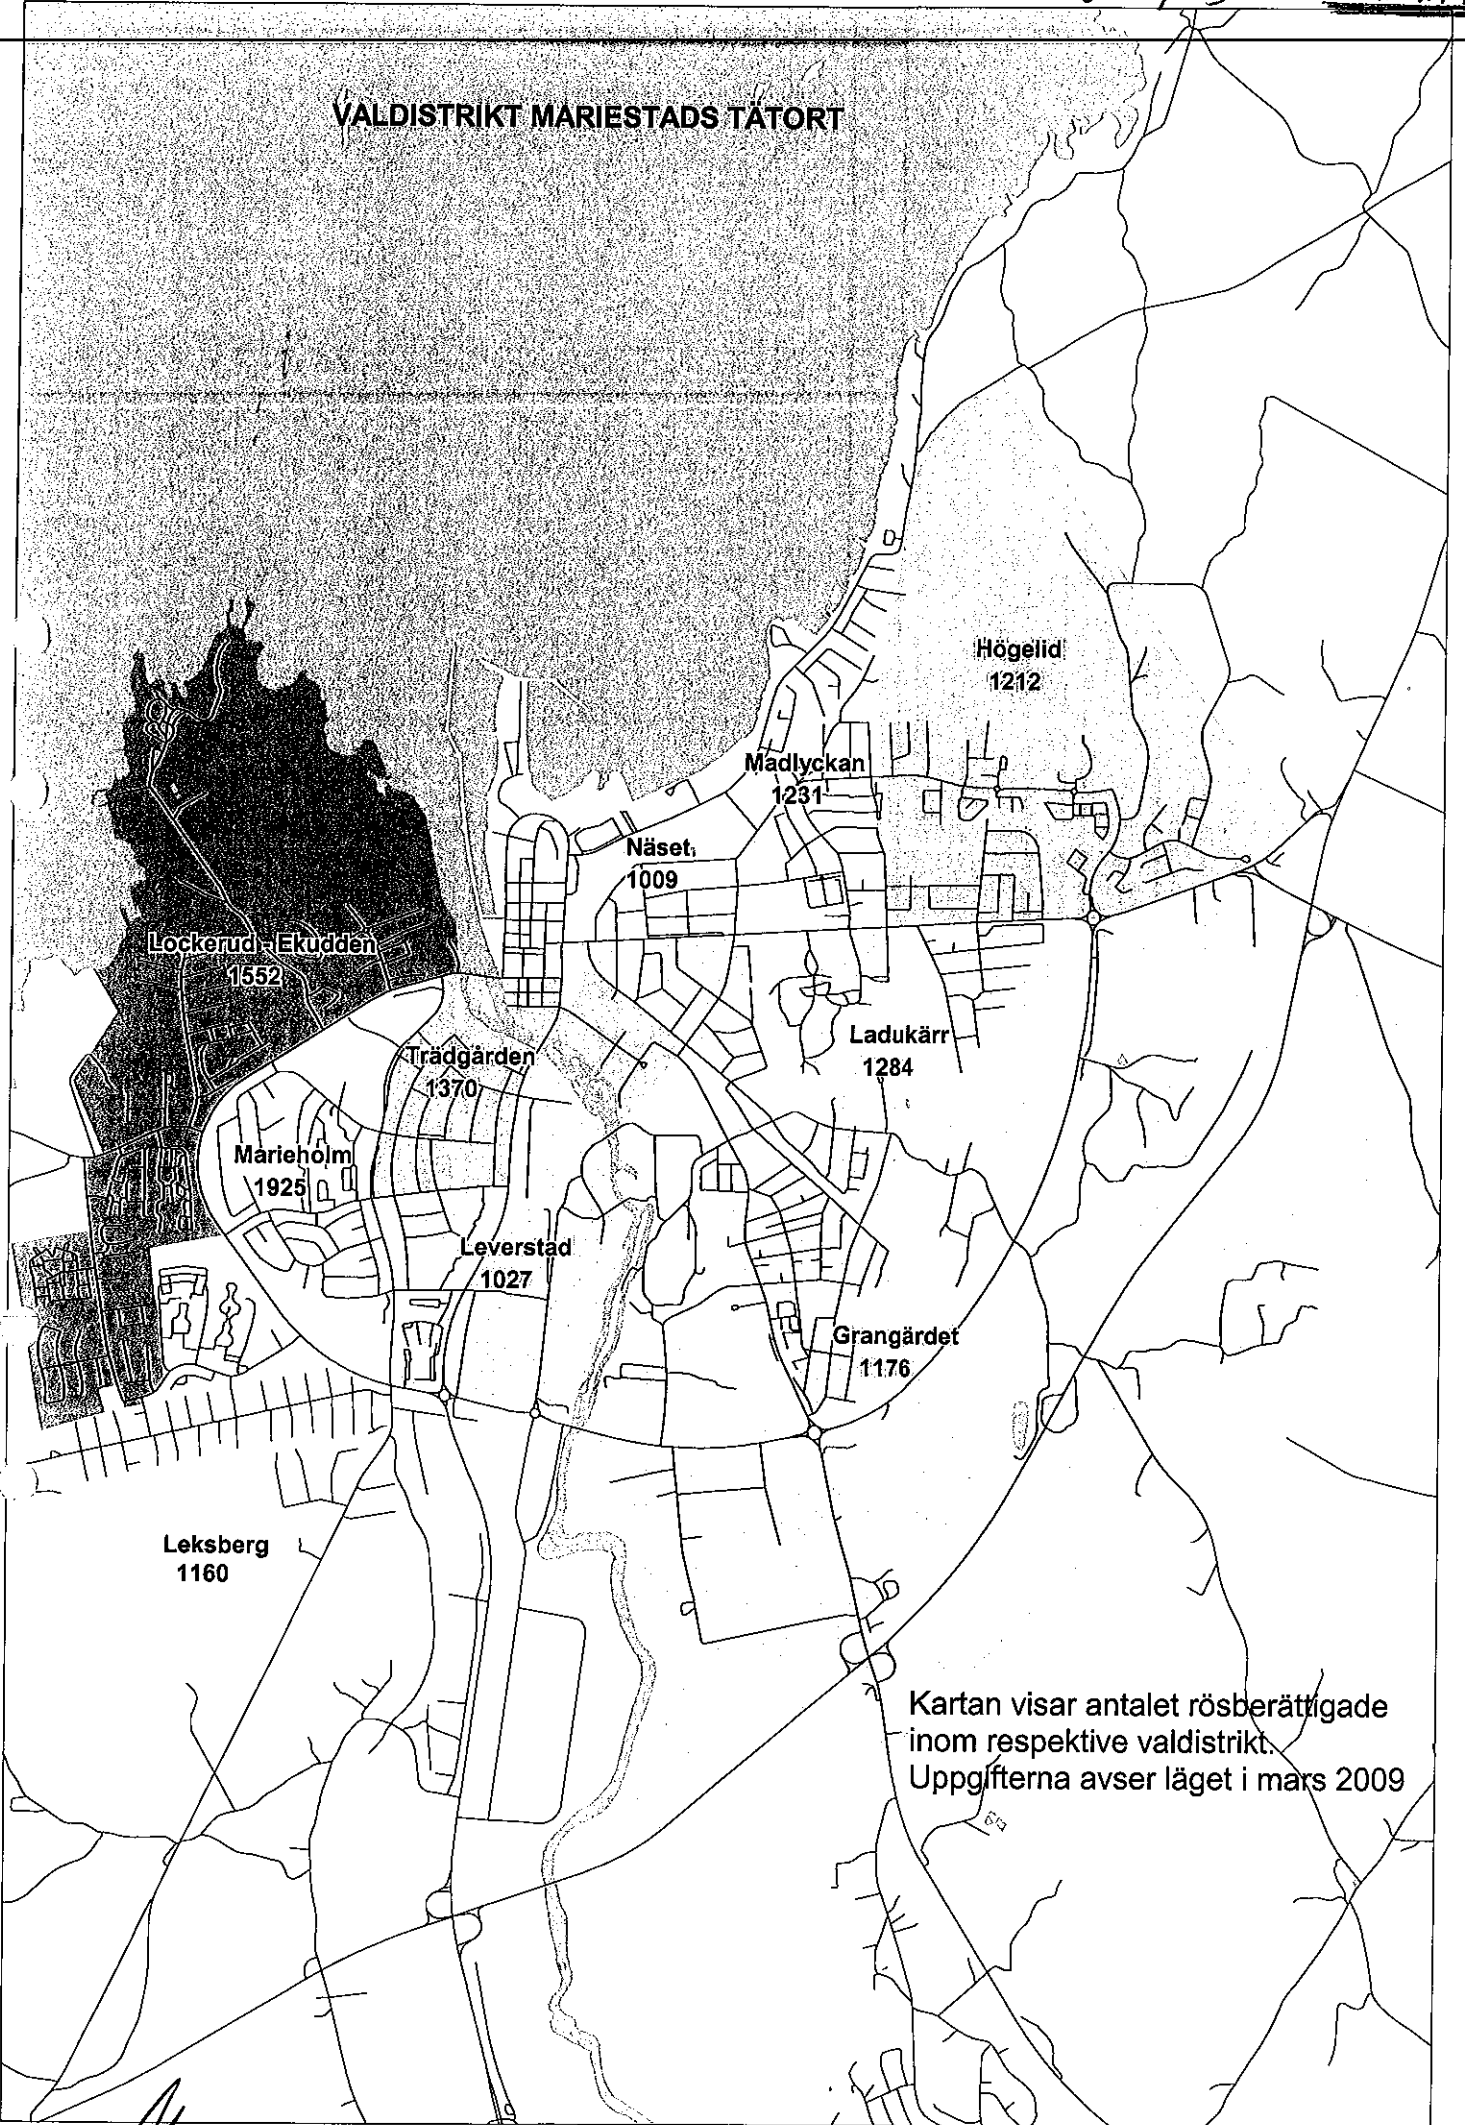 VALDISTRIKT MARIESTADS TÄTORT
Högelid
1212
Madlyckan
1231
Näset
1009
Lockerud - Ekudden
1552
Ladukärr
1284
Trädgården
1370
Marieholm
1925
Leverstad
1027
Grangärdet
1176
Leksberg
1160
Kartan visar antalet rösberättigade
inom respektive valdistrikt.
Uppgifterna avser läget i mars 2009